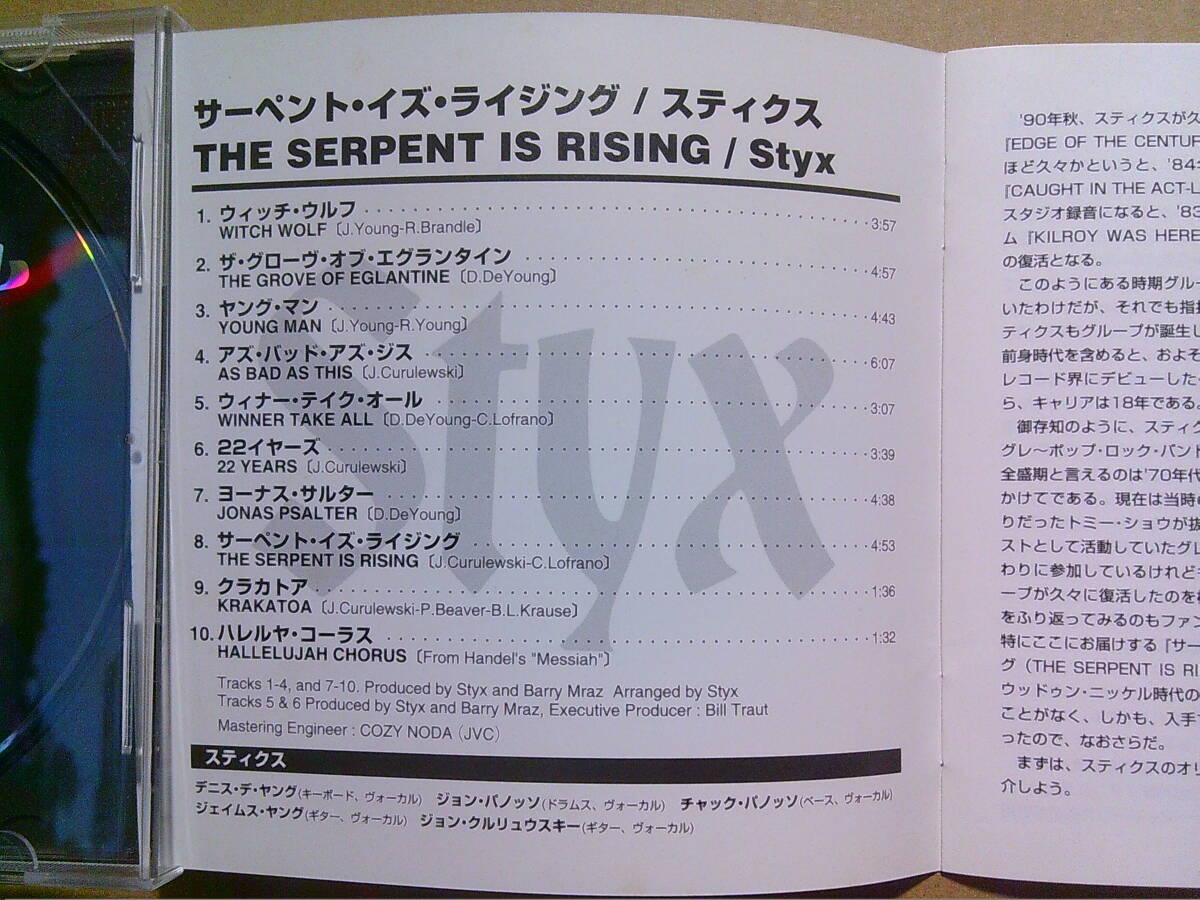 サーペント・イズ・ライジング / スティクス
THE SERPENT IS RISING / Styx
1. ウィッチ・ウルフ 3:57
WITCH WOLF〔J.Young-R.Brandle〕
2. ザ・グローヴ・オブ・エグランタイン 4:57
THE GROVE OF EGLANTINE〔D.DeYoung〕
3. ヤング・マン 4:43
YOUNG MAN〔J.Young-R.Young〕
4. アズ・バッド・アズ・ジス 6:07
AS BAD AS THIS〔J.Curulewski〕
5. ウィナー・テイク・オール 3:07
WINNER TAKE ALL〔D.DeYoung-C.Lofrano〕
6. 22イヤーズ 3:39
22 YEARS〔J.Curulewski〕
7. ヨーナス・サルター 4:38
JONAS PSALTER〔D.DeYoung〕
8. サーペント・イズ・ライジング 4:53
THE SERPENT IS RISING〔J.Curulewski-C.Lofrano〕
9. クラカトア 1:36
KRAKATOA〔J.Curulewski-P.Beaver-B.L.Krause〕
10. ハレルヤ・コーラス 1:32
HALLELUJAH CHORUS〔From Handel's "Messiah"〕
Styx
Tracks 1-4, and 7-10. Produced by Styx and Barry Mraz Arranged by Styx
Tracks 5 & 6 Produced by Styx and Barry Mraz, Executive Producer : Bill Traut
Mastering Engineer : COZY NODA（JVC）
スティクス
デニス・デ・ヤング(キーボード、ヴォーカル) ジョン・パノッソ(ドラムス、ヴォーカル) チャック・パノッソ(ベース、ヴォーカル)
ジェイムス・ヤング(ギター、ヴォーカル) ジョン・クルリュウスキー(ギター、ヴォーカル)
'90年秋、スティクスが久
『EDGE OF THE CENTUR
ほど久々かというと、'84年
『CAUGHT IN THE ACT-L
スタジオ録音になると、'83
ム『KILROY WAS HERE
の復活となる。
このようにある時期グルー
いたわけだが、それでも指
ティクスもグループが誕生し
前身時代を含めると、およそ
レコード界にデビューした
ら、キャリアは18年である。
御存知のように、スティク
グレ〜ポップ・ロック・バント
全盛期と言えるのは'70年代
かけてである。現在は当時
りだったトミー・ショウが抜
ストとして活動していたグレ
わりに参加しているけれど
ープが久々に復活したのを
をふり返ってみるのもファン
特にここにお届けする『サー
グ（THE SERPENT IS RI
ウッドゥン・ニッケル時代の
ことがなく、しかも、入手
ったので、なおさらだ。
まずは、スティクスのオリ
介しよう。